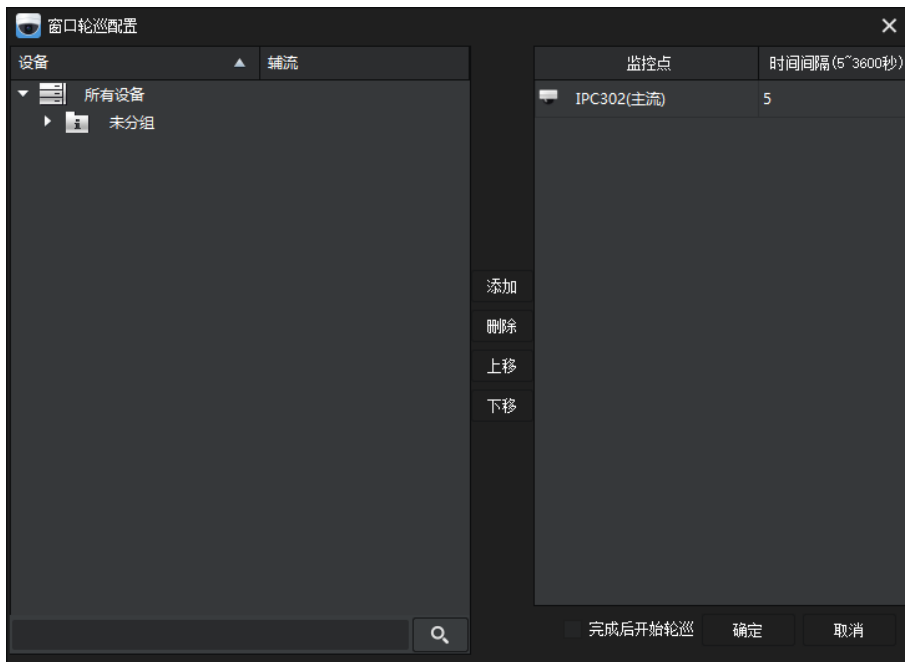 窗口轮巡配置
设备 辅流
所有设备
未分组
添加
删除
上移
下移
监控点 时间间隔(5~3600秒)
IPC302(主流) 5
完成后开始轮巡 确定 取消